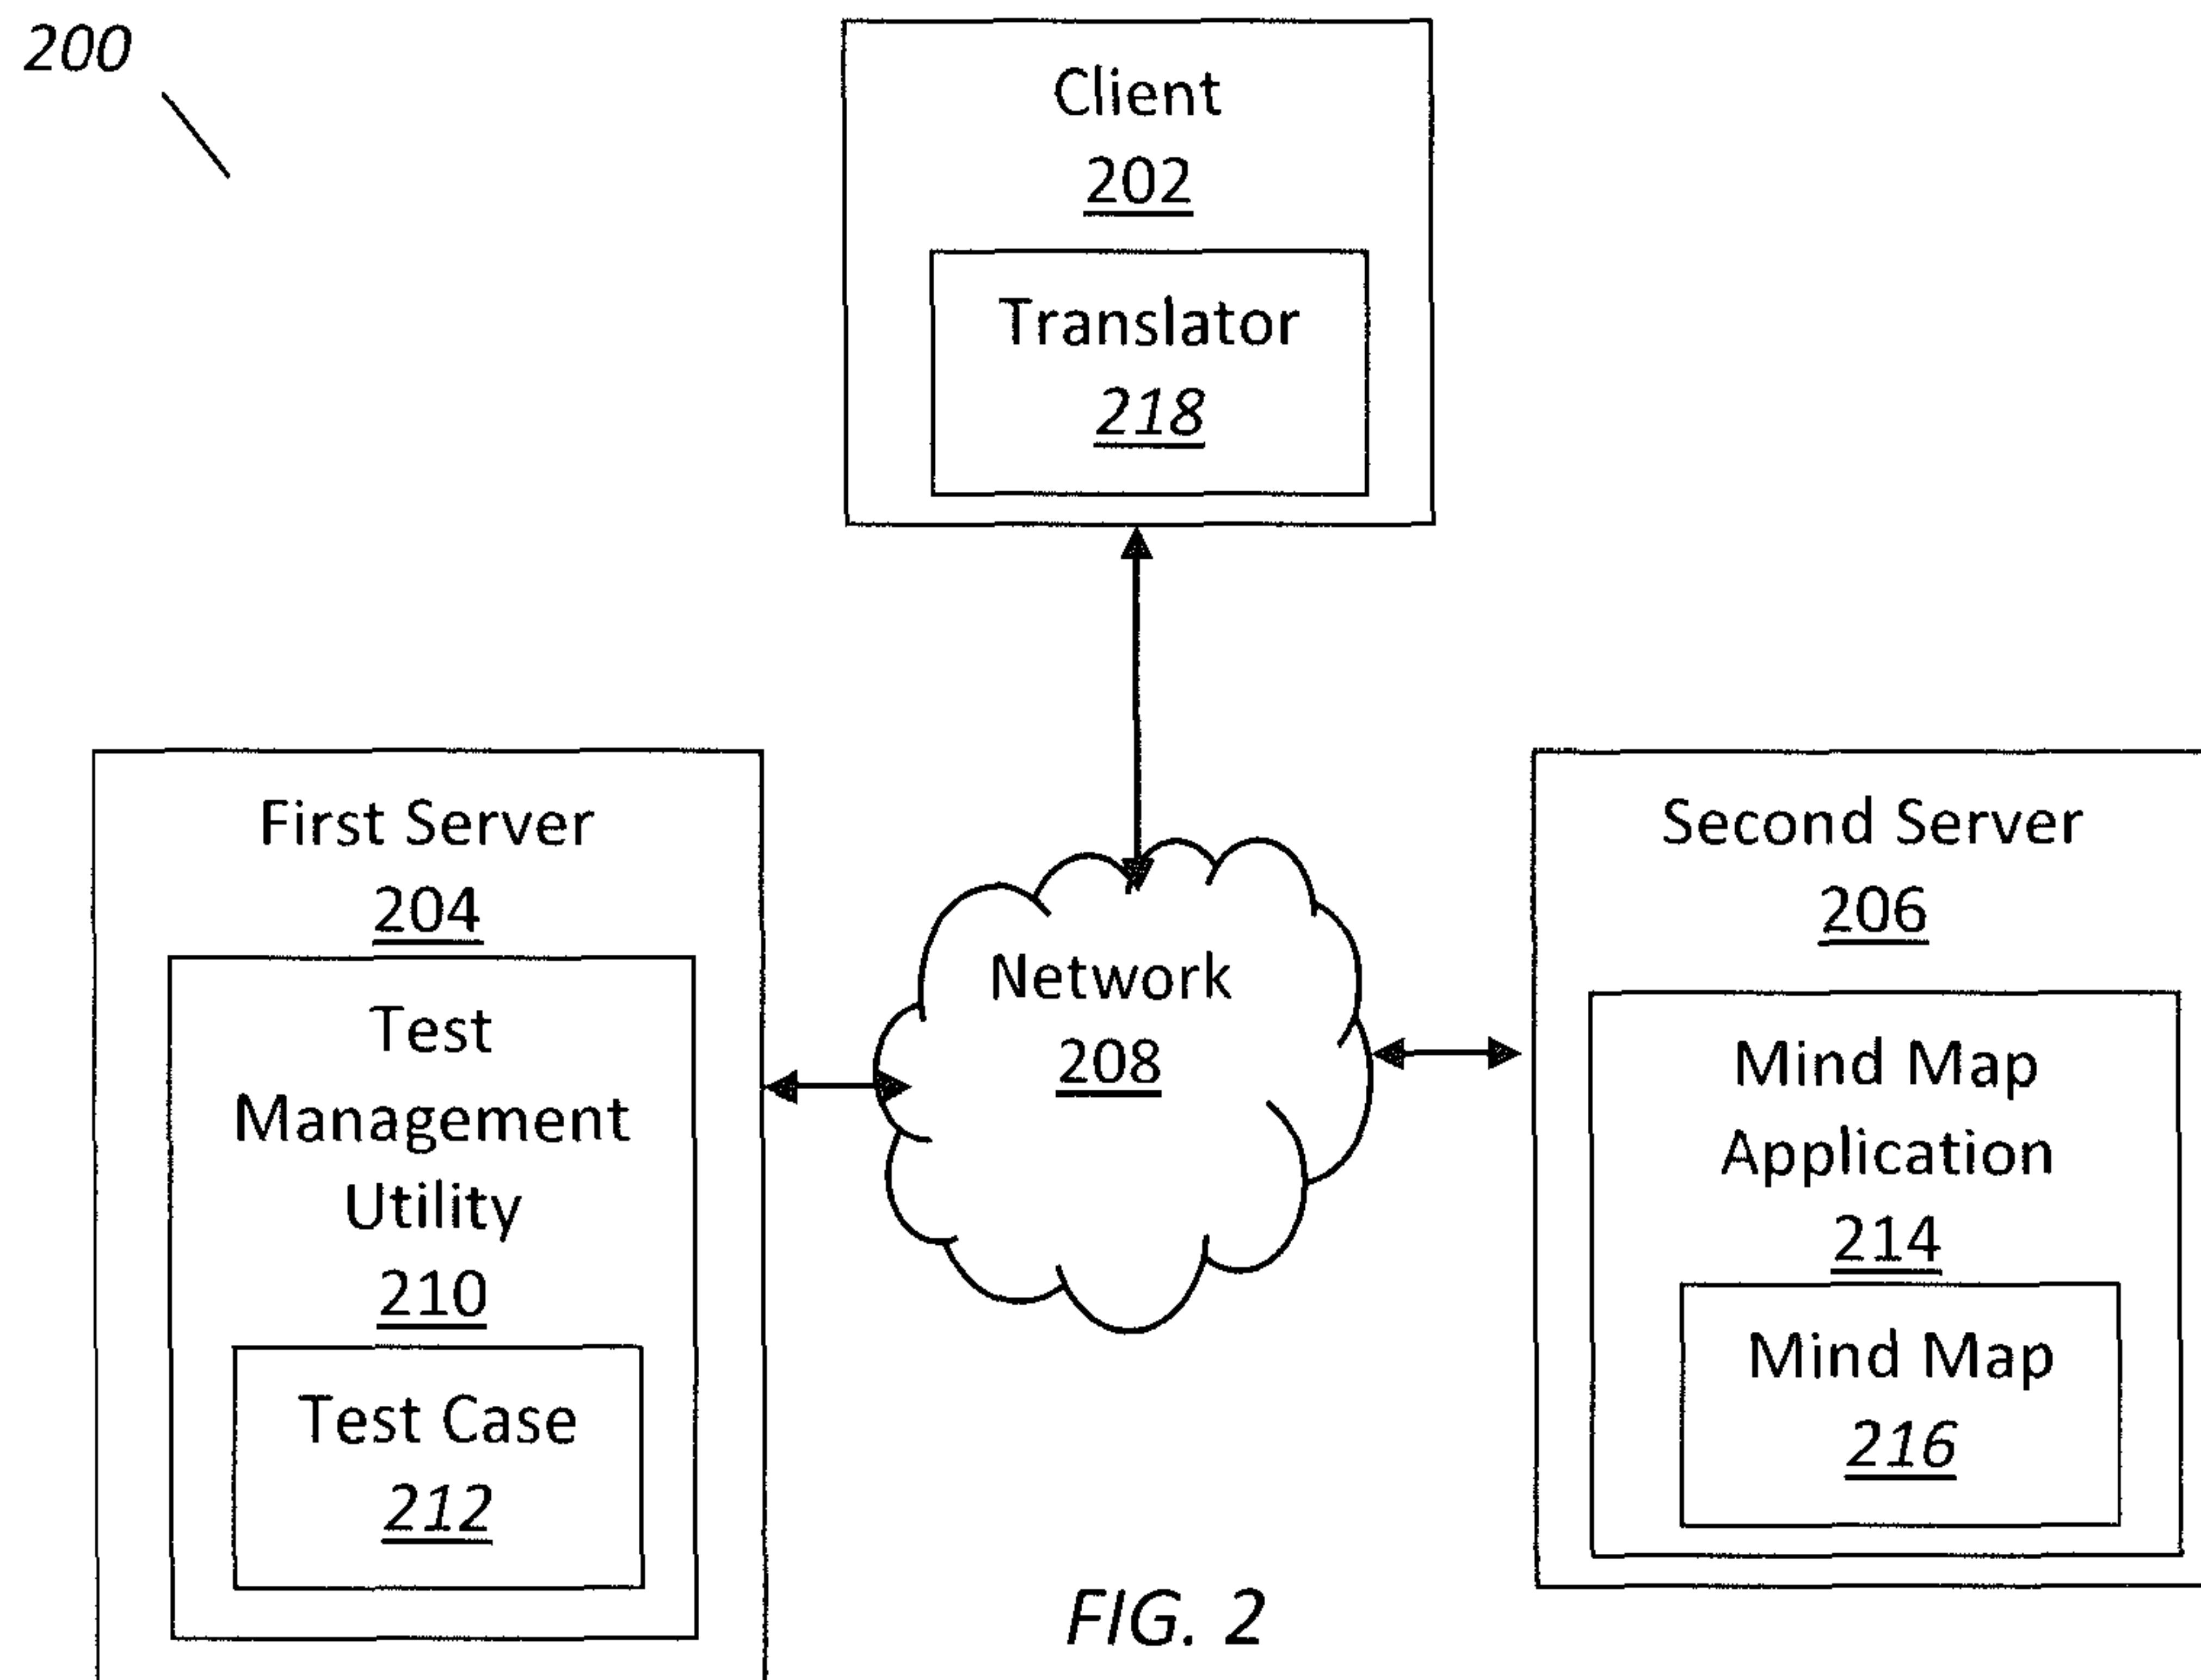 200
Client
202
Translator
218
First Server
204
Test
Management
Utility
210
Test Case
212
Network
208
Second Server
206
Mind Map
Application
214
Mind Map
216
FIG. 2